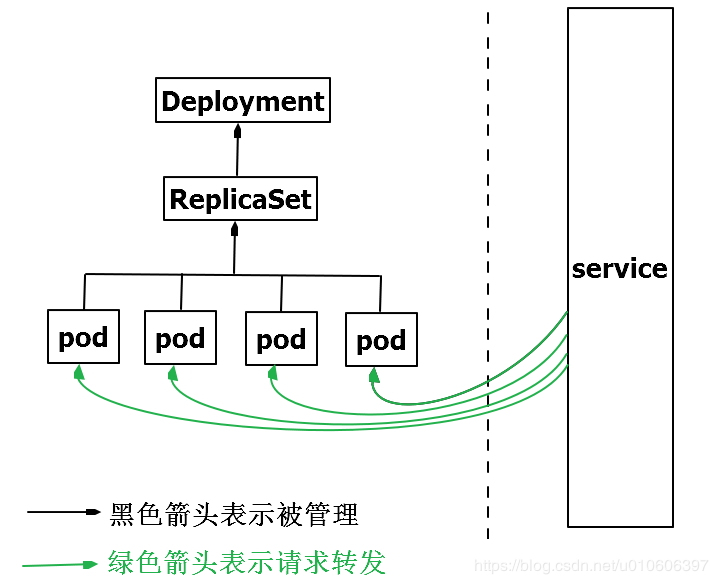 Deployment
ReplicaSet
service
pod pod pod pod
黑色箭头表示被管理
绿色箭头表示请求转发
https://blog.csdn.net/u010606397